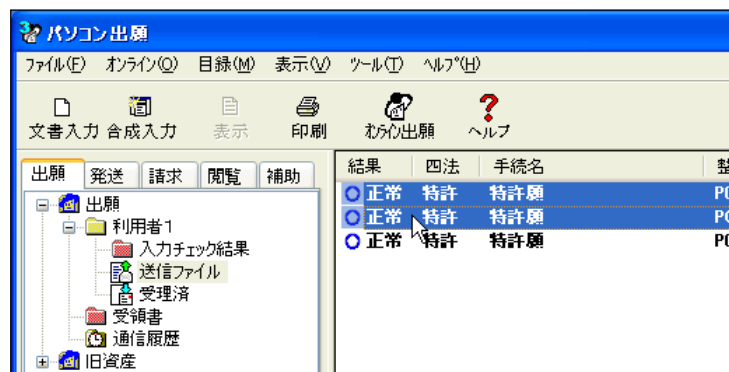 パソコン出願
ファイル(F) オンライン(O) 目録(M) 表示(V) ツール(T) ヘルプ(H)
文書入力 合成入力 表示 印刷 オンライン出願 ヘルプ
出願 発送 請求 閲覧 補助
結果 四法 手続名 整
正常 特許 特許願 PO
正常 特許 特許願 PO
正常 特許 特許願 PO
出願
利用者1
入力チェック結果
送信ファイル
受理済
受領書
通信履歴
旧資産